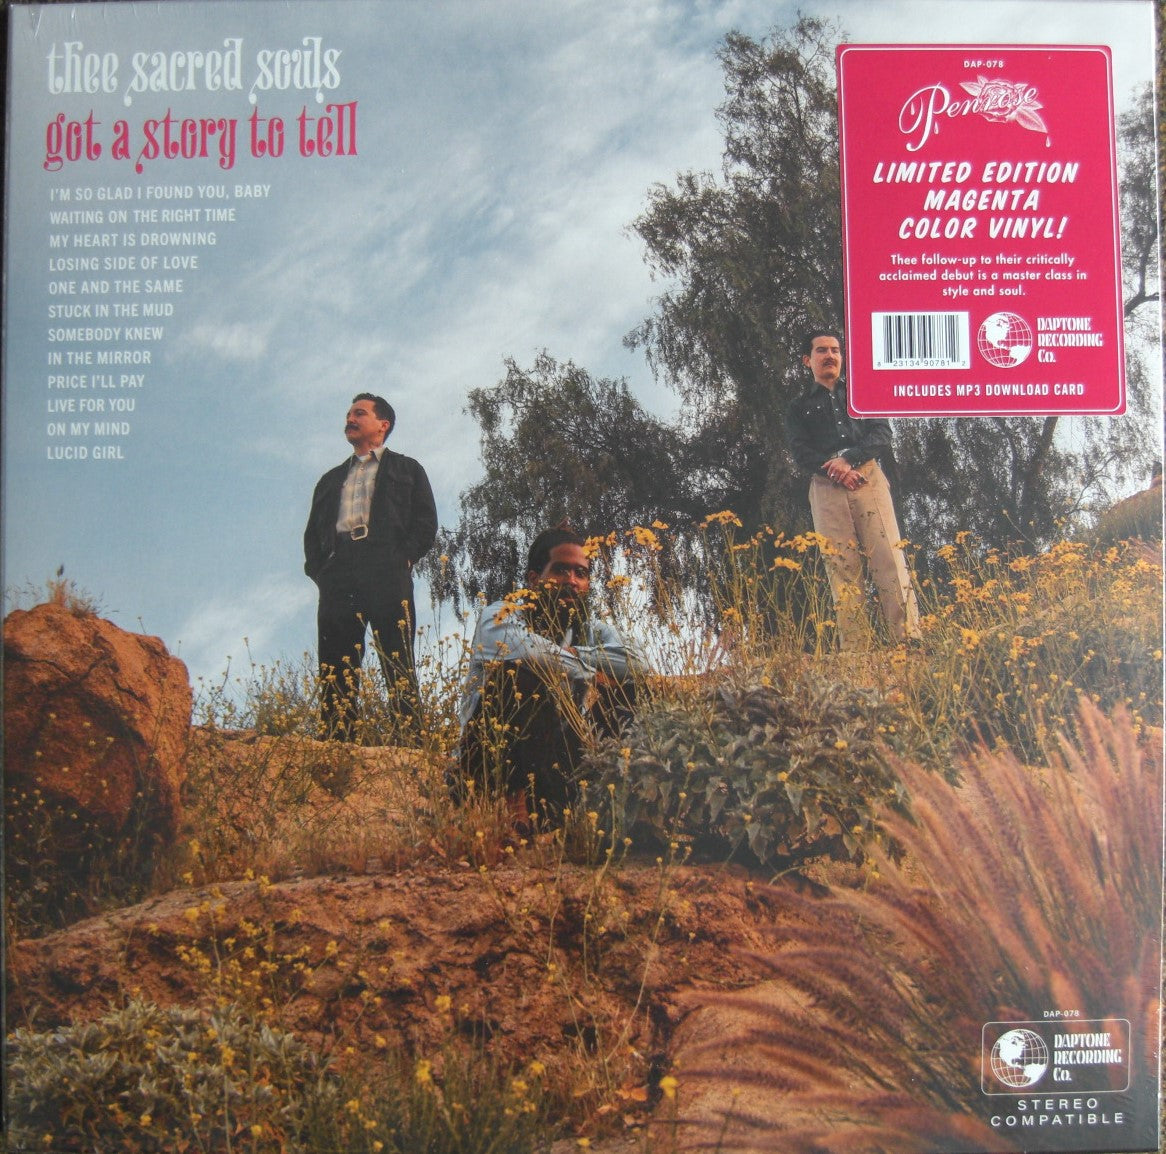 thee sacred souls
got a story to tell
I'M SO GLAD I FOUND YOU, BABY
WAITING ON THE RIGHT TIME
MY HEART IS DROWNING
LOSING SIDE OF LOVE
ONE AND THE SAME
STUCK IN THE MUD
SOMEBODY KNEW
IN THE MIRROR
PRICE I'LL PAY
LIVE FOR YOU
ON MY MIND
LUCID GIRL
DAP-078
Penrose
LIMITED EDITION
MAGENTA
COLOR VINYL!
Thee follow-up to their critically
acclaimed debut is a master class in
style and soul.
8 23134 90781 2
DAPTONE
RECORDING
Co.
INCLUDES MP3 DOWNLOAD CARD
DAP-078
DAPTONE
RECORDING
Co.
STEREO
COMPATIBLE